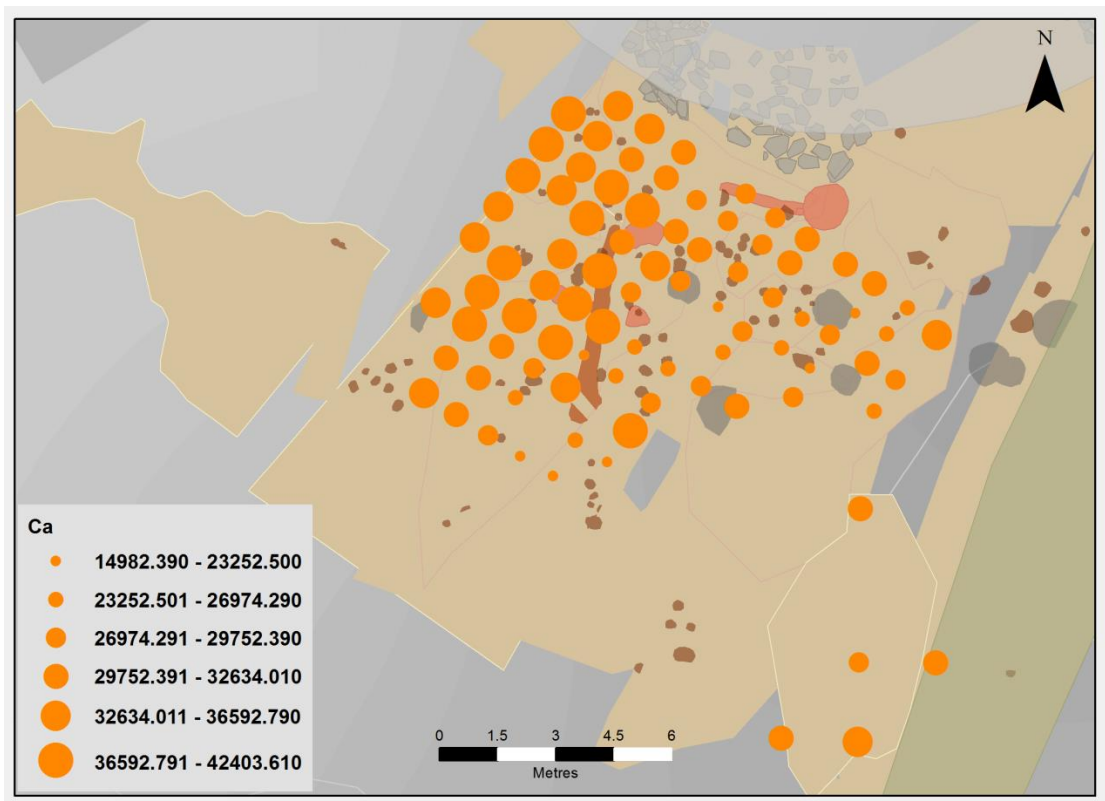 N
Ca
14982.390 - 23252.500
23252.501 - 26974.290
26974.291 - 29752.390
29752.391 - 32634.010
32634.011 - 36592.790
36592.791 - 42403.610
0 1.5 3 4.5 6
Metres